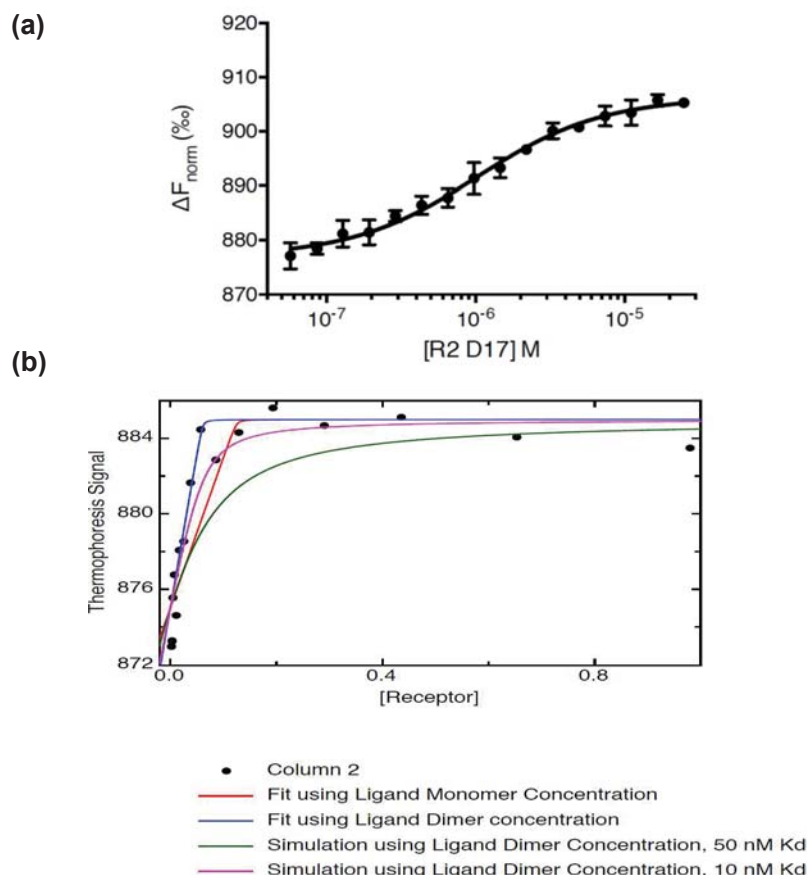 (a)
920
910
900
890
880
870
ΔFnorm (‰)
10-7
10-6
10-5
[R2 D17] M
(b)
884
880
876
872
Thermophoresis Signal
0.0
0.4
0.8
[Receptor]
Column 2
Fit using Ligand Monomer Concentration
Fit using Ligand Dimer concentration
Simulation using Ligand Dimer Concentration, 50 nM Kd
Simulation using Ligand Dimer Concentration, 10 nM Kd